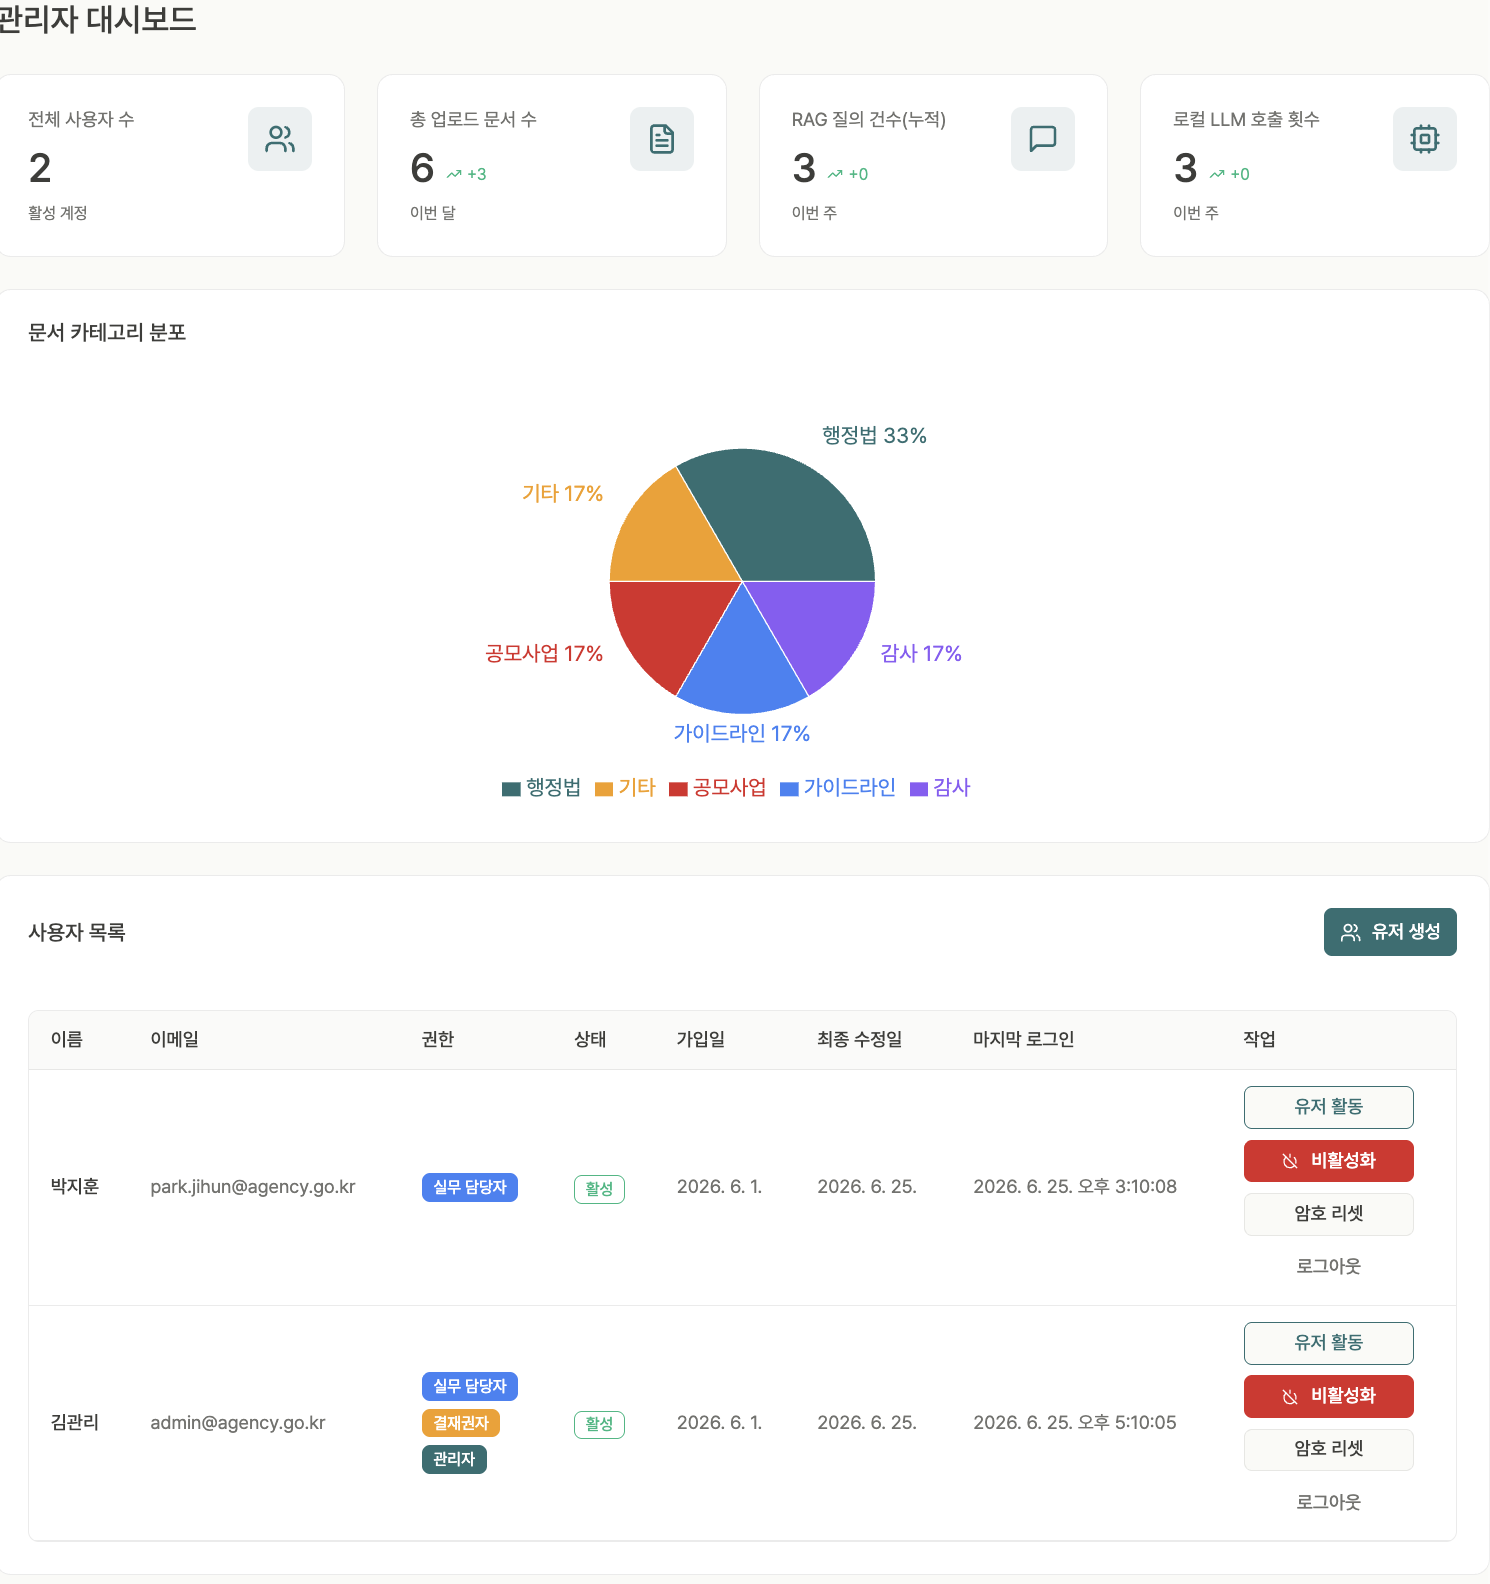 관리자 대시보드
전체 사용자 수
2
활성 계정
총 업로드 문서 수
6 +3
이번 달
RAG 질의 건수(누적)
3 +0
이번 주
로컬 LLM 호출 횟수
3 +0
이번 주
문서 카테고리 분포
행정법 33%
기타 17%
공모사업 17%
감사 17%
가이드라인 17%
행정법 기타 공모사업 가이드라인 감사
사용자 목록
유저 생성
이름 이메일 권한 상태 가입일 최종 수정일 마지막 로그인 작업
박지훈 park.jihun@agency.go.kr 실무 담당자 활성 2026. 6. 1. 2026. 6. 25. 2026. 6. 25. 오후 3:10:08
유저 활동
비활성화
암호 리셋
로그아웃
김관리 admin@agency.go.kr
실무 담당자
결재권자
관리자
활성 2026. 6. 1. 2026. 6. 25. 2026. 6. 25. 오후 5:10:05
유저 활동
비활성화
암호 리셋
로그아웃